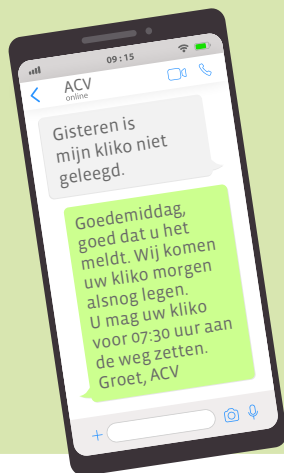 09:15
ACV
online
Gisteren is
mijn kliko niet
geleegd.
Goedemiddag,
goed dat u het
meldt. Wij komen
uw kliko morgen
alsnog legen.
U mag uw kliko
voor 07:30 uur aan
de weg zetten.
Groet, ACV